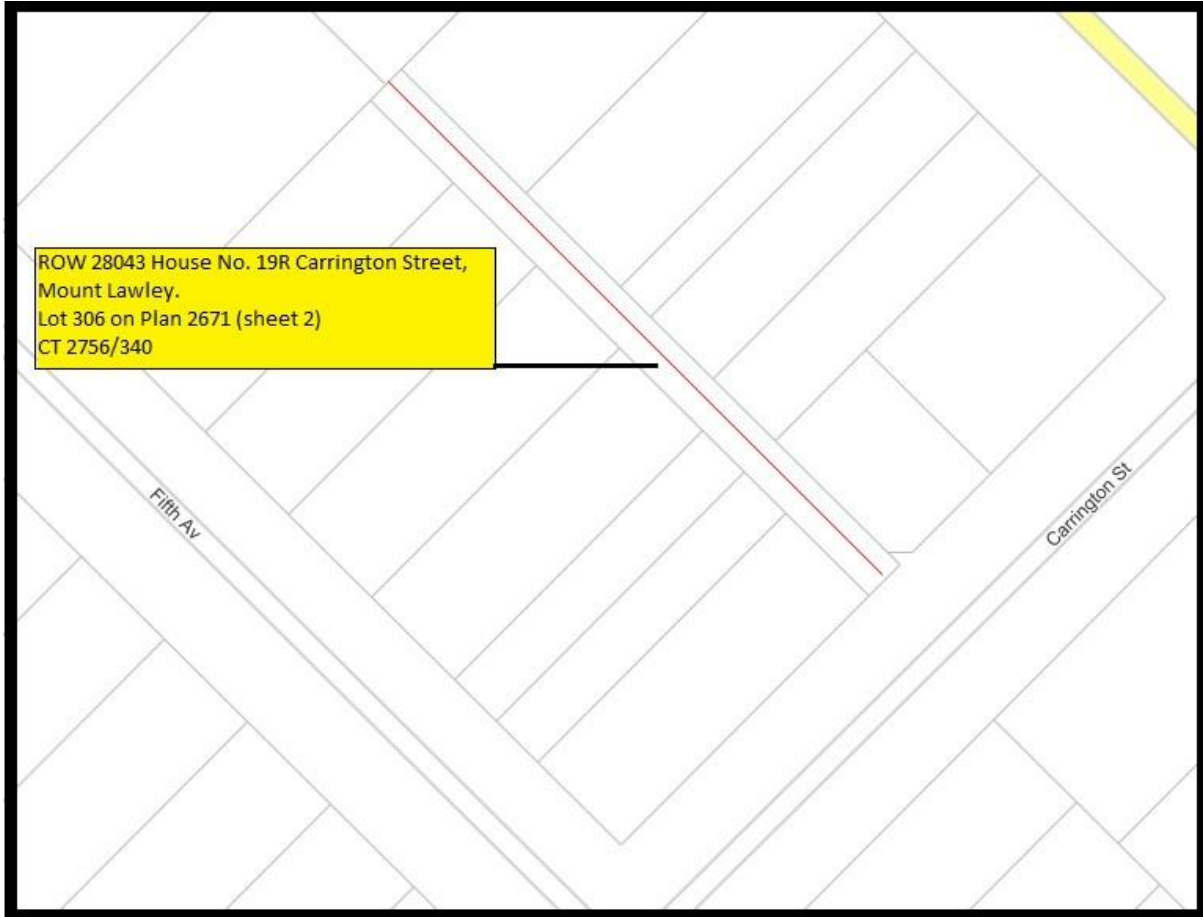 ROW 28043 House No. 19R Carrington Street,
Mount Lawley.
Lot 306 on Plan 2671 (sheet 2)
CT 2756/340
Fifth Av
Carrington St